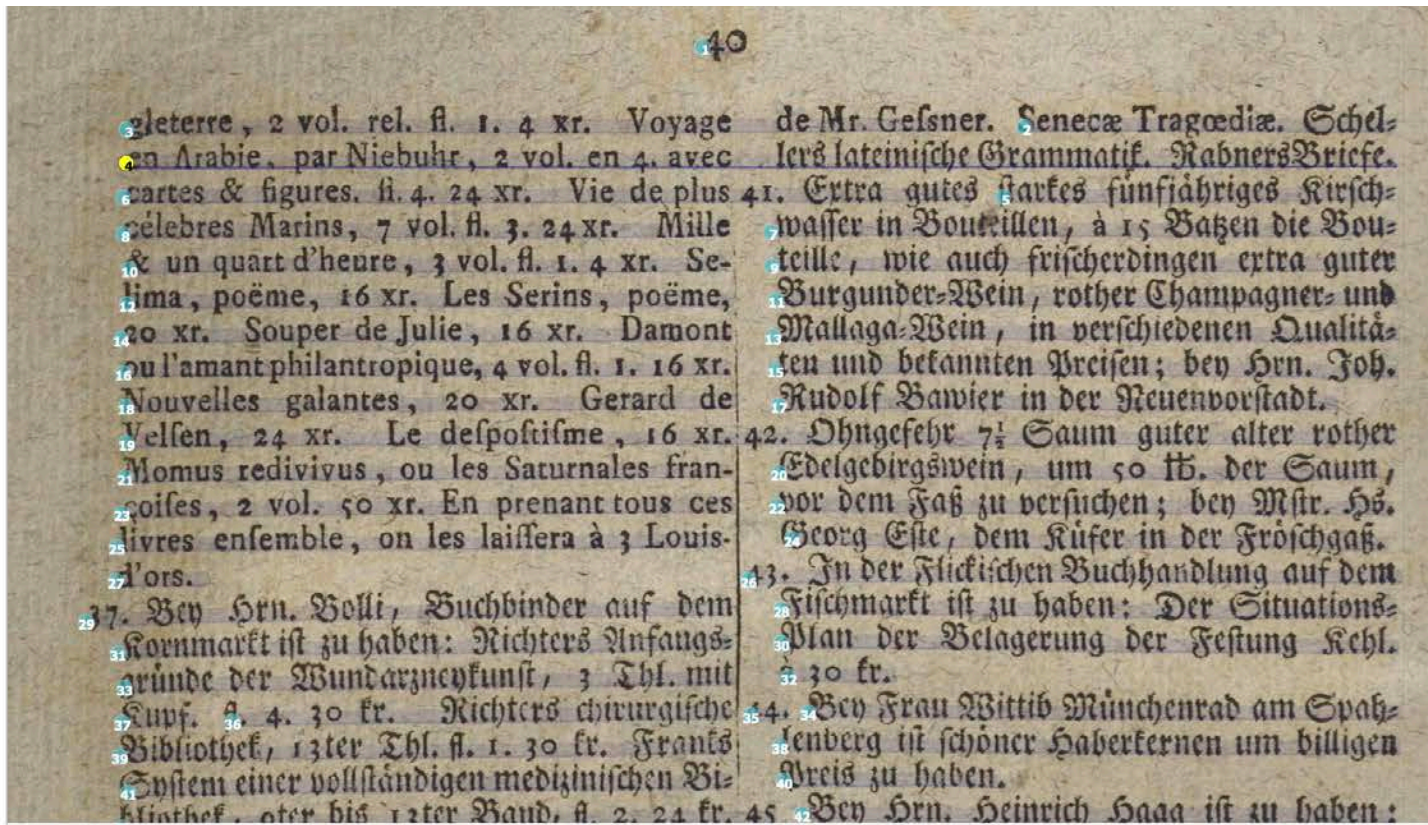 40
gleterre, 2 vol. rel. fl. 1. 4 xr. Voyage
en Arabie, par Niebuhr, 2 vol. en 4. avec
cartes & figures. fl. 4. 24 xr. Vie de plus
célebres Marins, 7 vol. fl. 3. 24 xr. Mille
& un quart d'heure, 3 vol. fl. 1. 4 xr. Se-
lima, poëme, 16 xr. Les Serins, poëme,
20 xr. Souper de Julie, 16 xr. Damont
ou l'amant philantropique, 4 vol. fl. 1. 16 xr.
Nouvelles galantes, 20 xr. Gerard de
Velsen, 24 xr. Le despostisme, 16 xr.
Momus redivivus, ou les Saturnales fran-
çoises, 2 vol. 50 xr. En prenant tous ces
livres ensemble, on les laissera à 3 Louis-
d'ors.
37. Bey Hrn. Bolli, Buchbinder auf dem
Kornmarkt ist zu haben: Richters Anfangs-
gründe der Wundarzneykunst, 3 Thl. mit
Kupf. fl. 4. 30 kr. Richters chirurgische
Bibliothek, 13ter Thl. fl. 1. 30 kr. Franks
System einer vollständigen medizinischen Bi-
bliothek, 9ter bis 12ter Band, fl. 2. 24 kr.
de Mr. Gessner. Senecæ Tragœdiæ. Schel-
lers lateinische Grammatik. Rabners Briefe.
41. Extra gutes starkes fünfjähriges Kirsch-
wasser in Bouteillen, à 15 Batzen die Bou-
teille, wie auch frischerdingen extra guter
Burgunder-Wein, rother Champagner- und
Mallaga-Wein, in verschiedenen Qualitä-
ten und bekannten Preisen; bey Hrn. Joh.
Rudolf Bawier in der Neuenvorstadt.
42. Ohngefehr 7½ Saum guter alter rother
Edelgebirgswein, um 50 ℔. der Saum,
vor dem Faß zu versuchen; bey Mstr. Hs.
Georg Este, dem Küfer in der Fröschgaß.
43. In der Flickischen Buchhandlung auf dem
Fischmarkt ist zu haben: Der Situations-
Plan der Belagerung der Festung Kehl.
à 30 kr.
44. Bey Frau Wittib Münchenrad am Spah-
lenberg ist schöner Haberkernen um billigen
Preis zu haben.
45 Bey Hrn. Heinrich Haag ist zu haben: